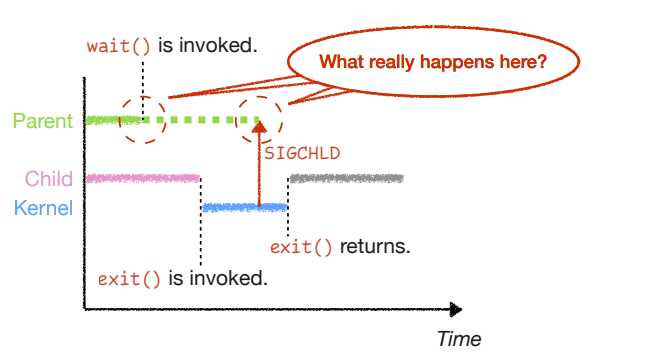 wait() is invoked.
What really happens here?
Parent
SIGCHLD
Child
Kernel
exit() returns.
exit() is invoked.
Time